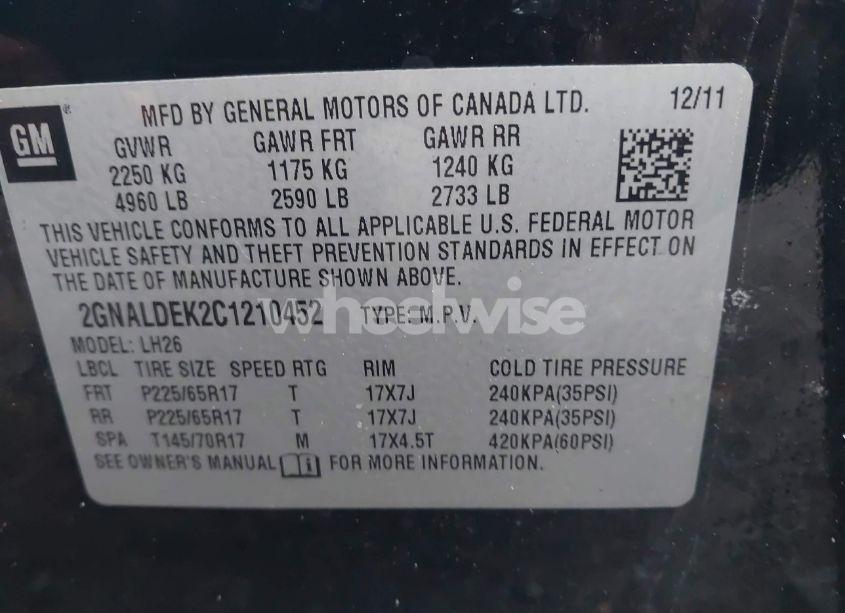 GM
MFD BY GENERAL MOTORS OF CANADA LTD. 12/11
GVWR GAWR FRT GAWR RR
2250 KG 1175 KG 1240 KG
4960 LB 2590 LB 2733 LB
THIS VEHICLE CONFORMS TO ALL APPLICABLE U.S. FEDERAL MOTOR
VEHICLE SAFETY AND THEFT PREVENTION STANDARDS IN EFFECT ON
THE DATE OF MANUFACTURE SHOWN ABOVE.
2GNALDEK2C1210452 TYPE: M.P.V.
wheelwise
MODEL: LH26
LBCL TIRE SIZE SPEED RTG RIM COLD TIRE PRESSURE
FRT P225/65R17 T 17X7J 240KPA(35PSI)
RR P225/65R17 T 17X7J 240KPA(35PSI)
SPA T145/70R17 M 17X4.5T 420KPA(60PSI)
SEE OWNER'S MANUAL FOR MORE INFORMATION.